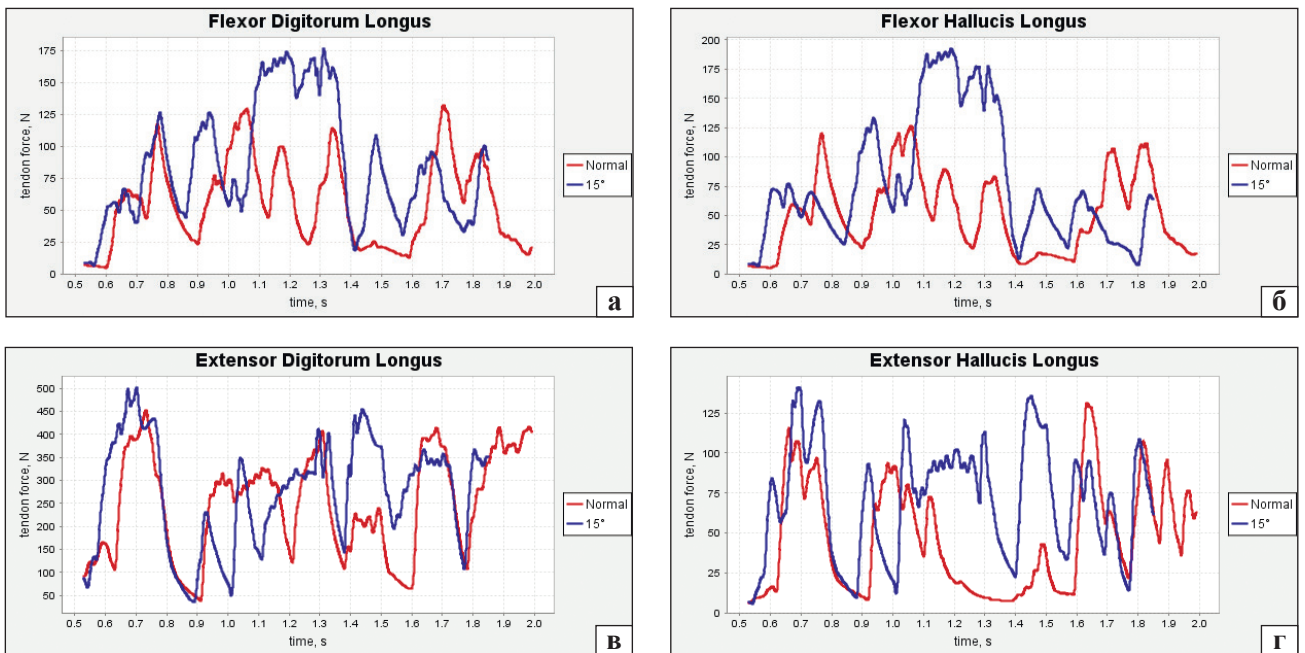 Flexor Digitorum Longus
tendon force, N
175
150
125
100
75
50
25
0
0.5 0.6 0.7 0.8 0.9 1.0 1.1 1.2 1.3 1.4 1.5 1.6 1.7 1.8 1.9 2.0
time, s
Normal
15°
а
Flexor Hallucis Longus
tendon force, N
200
175
150
125
100
75
50
25
0
0.5 0.6 0.7 0.8 0.9 1.0 1.1 1.2 1.3 1.4 1.5 1.6 1.7 1.8 1.9 2.0
time, s
Normal
15°
б
Extensor Digitorum Longus
tendon force, N
500
450
400
350
300
250
200
150
100
50
0.5 0.6 0.7 0.8 0.9 1.0 1.1 1.2 1.3 1.4 1.5 1.6 1.7 1.8 1.9 2.0
time, s
Normal
15°
в
Extensor Hallucis Longus
tendon force, N
125
100
75
50
25
0
0.5 0.6 0.7 0.8 0.9 1.0 1.1 1.2 1.3 1.4 1.5 1.6 1.7 1.8 1.9 2.0
time, s
Normal
15°
г